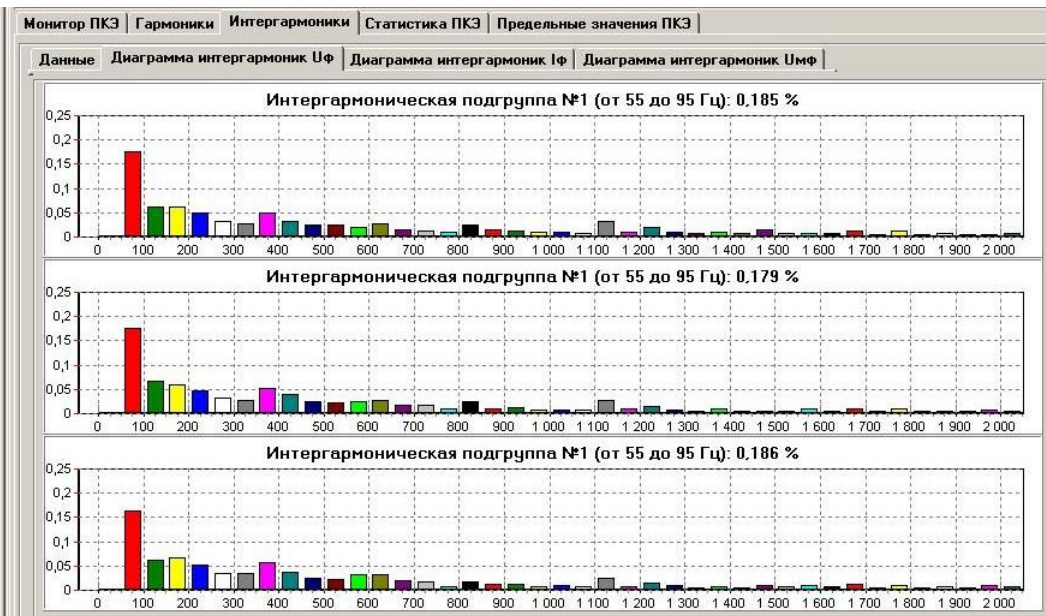 Монитор ПКЭ Гармоники Интергармоники Статистика ПКЭ Предельные значения ПКЭ
Данные Диаграмма интергармоник Uф Диаграмма интергармоник Iф Диаграмма интергармоник Uмф
Интергармоническая подгруппа №1 (от 55 до 95 Гц): 0,185 %
0,25
0,2
0,15
0,1
0,05
0
0 100 200 300 400 500 600 700 800 900 1 000 1 100 1 200 1 300 1 400 1 500 1 600 1 700 1 800 1 900 2 000
Интергармоническая подгруппа №1 (от 55 до 95 Гц): 0,179 %
0,25
0,2
0,15
0,1
0,05
0
0 100 200 300 400 500 600 700 800 900 1 000 1 100 1 200 1 300 1 400 1 500 1 600 1 700 1 800 1 900 2 000
Интергармоническая подгруппа №1 (от 55 до 95 Гц): 0,186 %
0,25
0,2
0,15
0,1
0,05
0
0 100 200 300 400 500 600 700 800 900 1 000 1 100 1 200 1 300 1 400 1 500 1 600 1 700 1 800 1 900 2 000